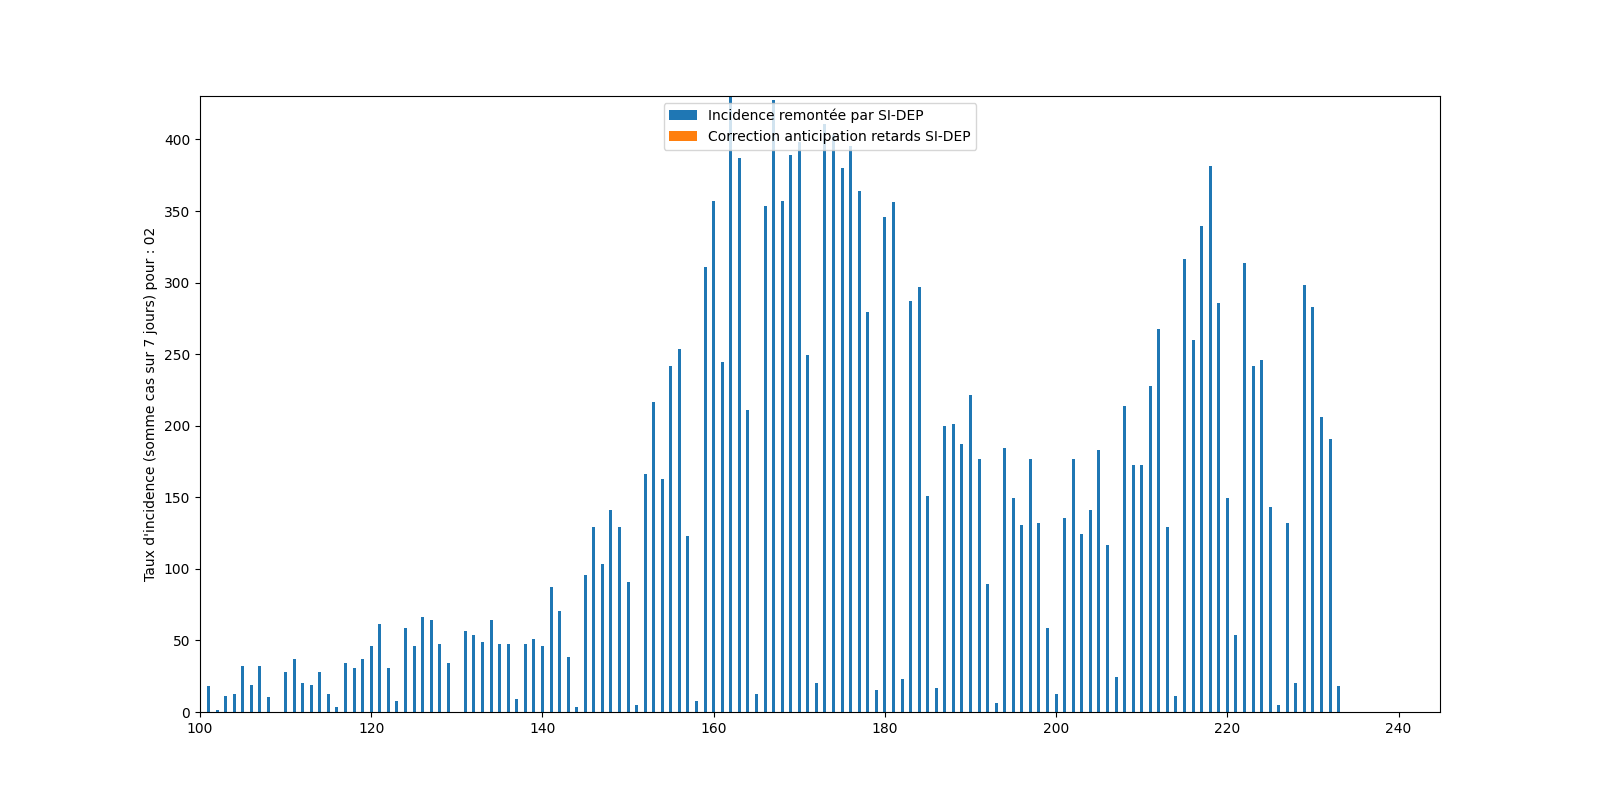 Incidence remontée par SI-DEP
Correction anticipation retards SI-DEP
Taux d'incidence (somme cas sur 7 jours) pour : 02
400
350
300
250
200
150
100
50
0
100 120 140 160 180 200 220 240